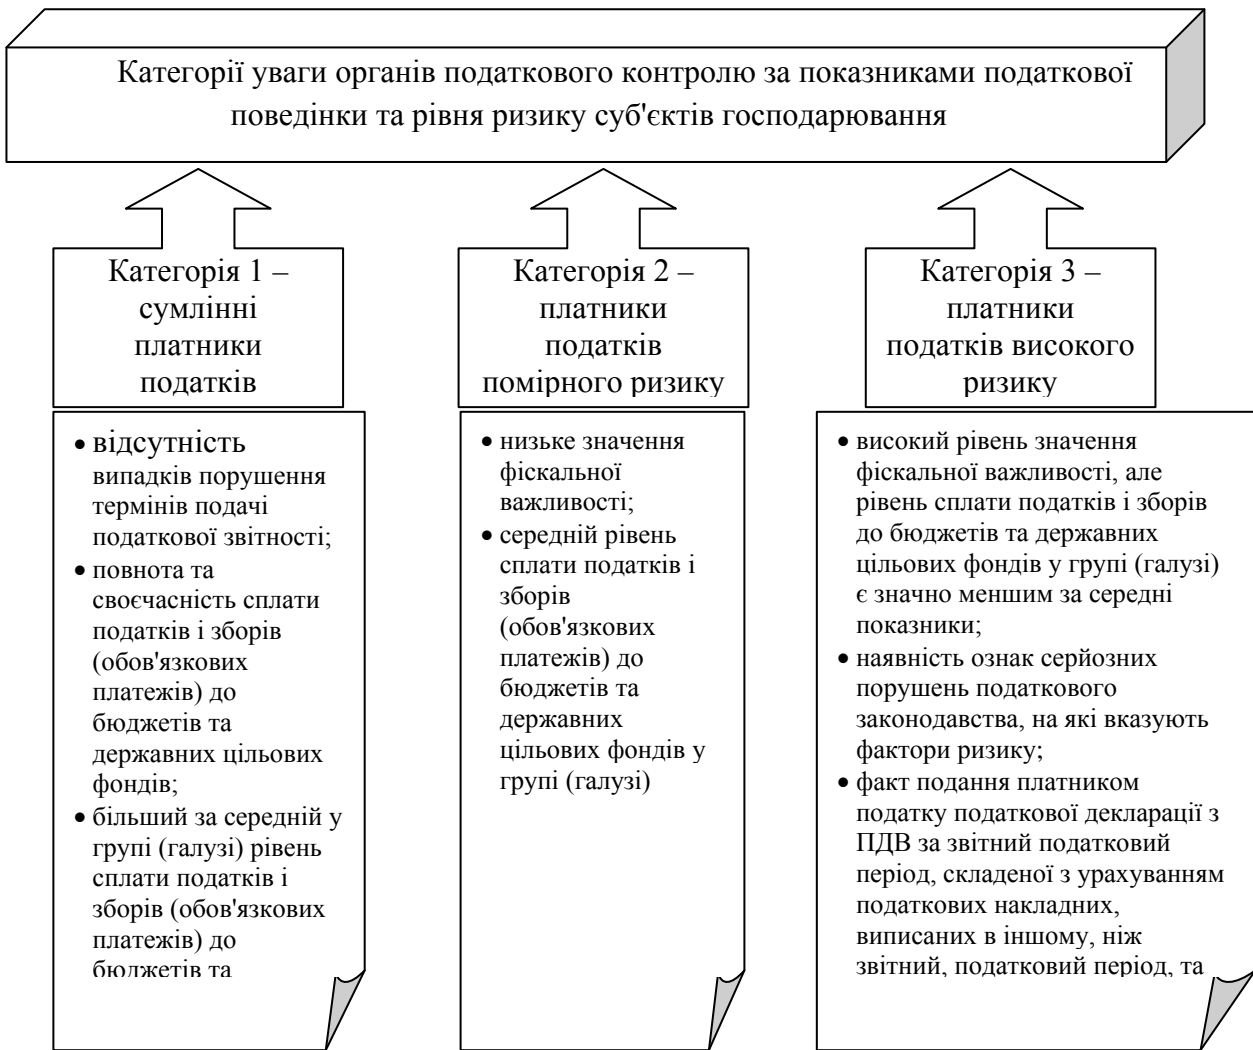 Категорії уваги органів податкового контролю за показниками податкової
поведінки та рівня ризику суб'єктів господарювання
Категорія 1 –
сумлінні
платники
податків
Категорія 2 –
платники
податків
помірного ризику
Категорія 3 –
платники
податків високого
ризику
• відсутність
випадків порушення
термінів подачі
податкової звітності;
• повнота та
своєчасність сплати
податків і зборів
(обов'язкових
платежів) до
бюджетів та
державних цільових
фондів;
• більший за середній у
групі (галузі) рівень
сплати податків і
зборів (обов'язкових
платежів) до
бюджетів та
• низьке значення
фіскальної
важливості;
• середній рівень
сплати податків і
зборів
(обов'язкових
платежів) до
бюджетів та
державних
цільових фондів у
групі (галузі)
• високий рівень значення
фіскальної важливості, але
рівень сплати податків і зборів
до бюджетів та державних
цільових фондів у групі (галузі)
є значно меншим за середні
показники;
• наявність ознак серйозних
порушень податкового
законодавства, на які вказують
фактори ризику;
• факт подання платником
податку податкової декларації з
ПДВ за звітний податковий
період, складеної з урахуванням
податкових накладних,
виписаних в іншому, ніж
звітний, податковий період, та